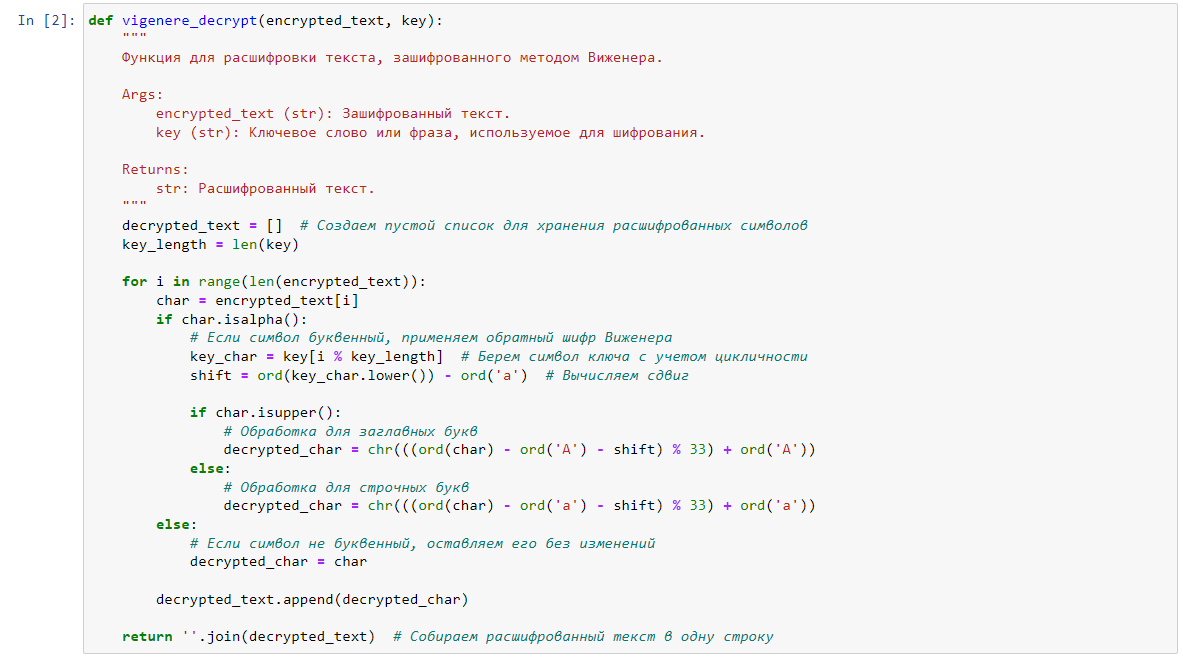 In [2]: def vigenere_decrypt(encrypted_text, key):
    """
    Функция для расшифровки текста, зашифрованного методом Виженера.

    Args:
        encrypted_text (str): Зашифрованный текст.
        key (str): Ключевое слово или фраза, используемое для шифрования.

    Returns:
        str: Расшифрованный текст.
    """
    decrypted_text = []  # Создаем пустой список для хранения расшифрованных символов
    key_length = len(key)

    for i in range(len(encrypted_text)):
        char = encrypted_text[i]
        if char.isalpha():
            # Если символ буквенный, применяем обратный шифр Виженера
            key_char = key[i % key_length]  # Берем символ ключа с учетом цикличности
            shift = ord(key_char.lower()) - ord('а')  # Вычисляем сдвиг

            if char.isupper():
                # Обработка для заглавных букв
                decrypted_char = chr(((ord(char) - ord('А') - shift) % 33) + ord('А'))
            else:
                # Обработка для строчных букв
                decrypted_char = chr(((ord(char) - ord('а') - shift) % 33) + ord('а'))
        else:
            # Если символ не буквенный, оставляем его без изменений
            decrypted_char = char

        decrypted_text.append(decrypted_char)

    return ''.join(decrypted_text)  # Собираем расшифрованный текст в одну строку